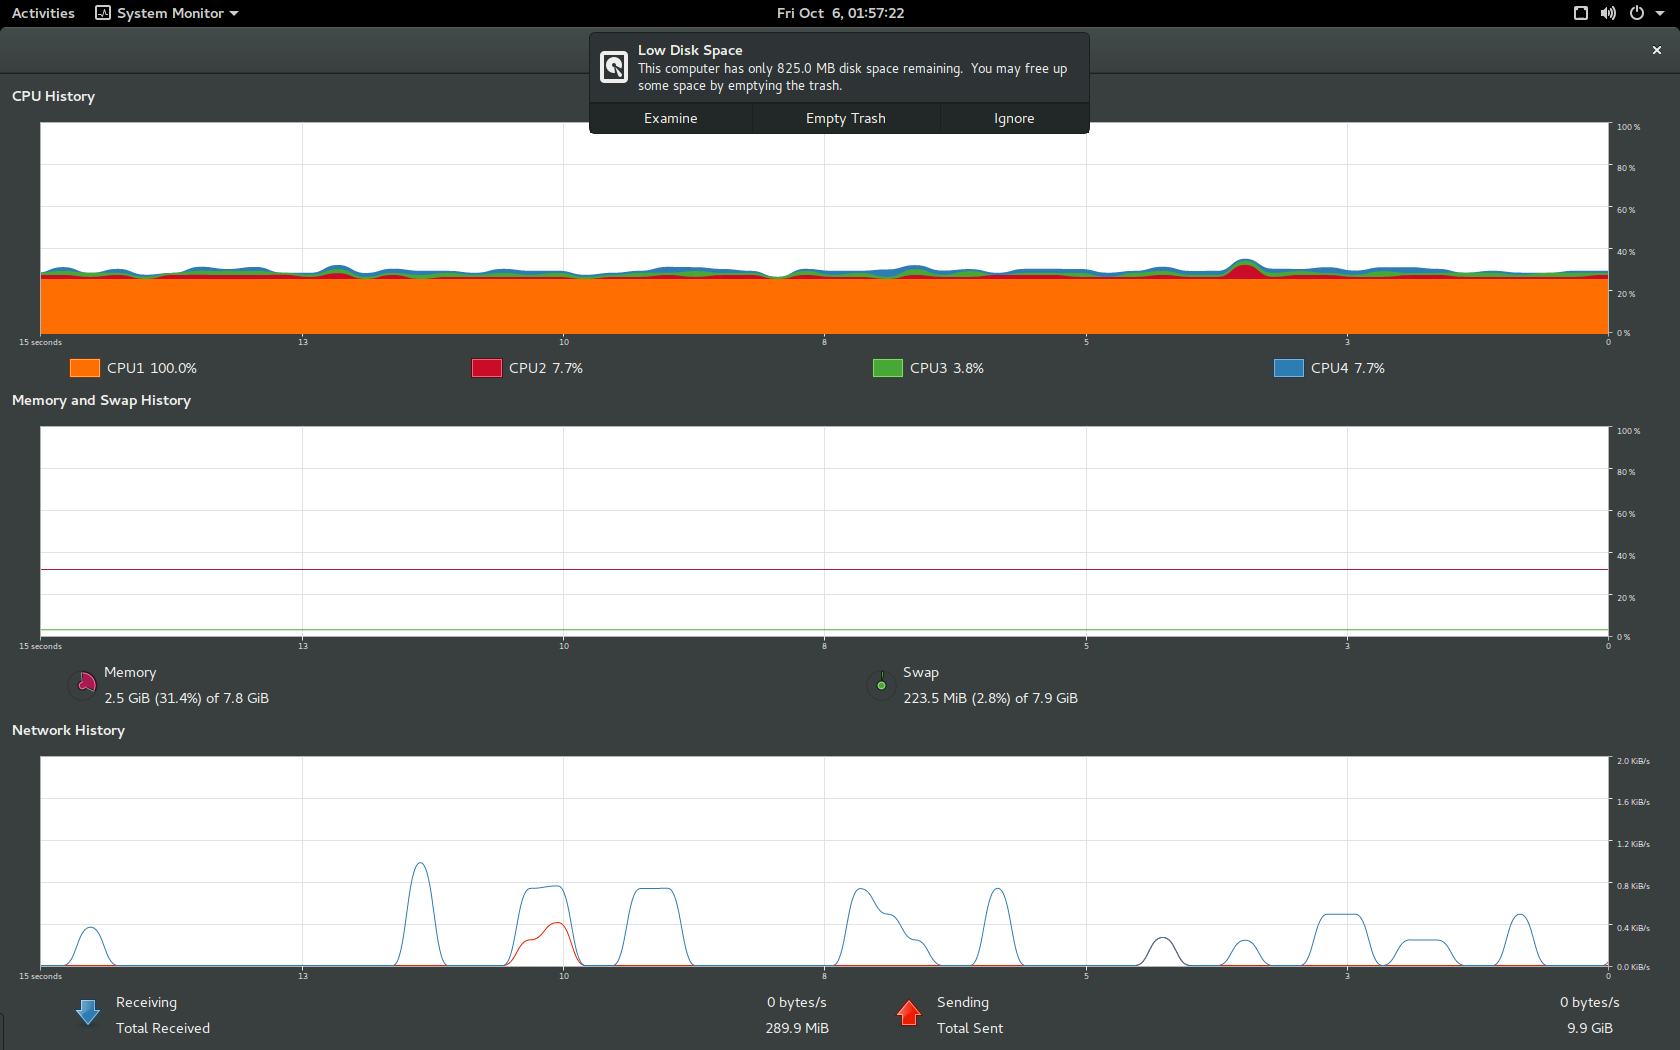 Activities
System Monitor
Fri Oct 6, 01:57:22
Low Disk Space
This computer has only 825.0 MB disk space remaining. You may free up
some space by emptying the trash.
Examine
Empty Trash
Ignore
CPU History
100 %
80 %
60 %
40 %
20 %
0 %
15 seconds
13
10
8
5
3
0
CPU1 100.0%
CPU2 7.7%
CPU3 3.8%
CPU4 7.7%
Memory and Swap History
100 %
80 %
60 %
40 %
20 %
0 %
15 seconds
13
10
8
5
3
0
Memory
2.5 GiB (31.4%) of 7.8 GiB
Swap
223.5 MiB (2.8%) of 7.9 GiB
Network History
2.0 KiB/s
1.6 KiB/s
1.2 KiB/s
0.8 KiB/s
0.4 KiB/s
0.0 KiB/s
15 seconds
13
10
8
5
3
0
Receiving
0 bytes/s
Total Received
289.9 MiB
Sending
0 bytes/s
Total Sent
9.9 GiB